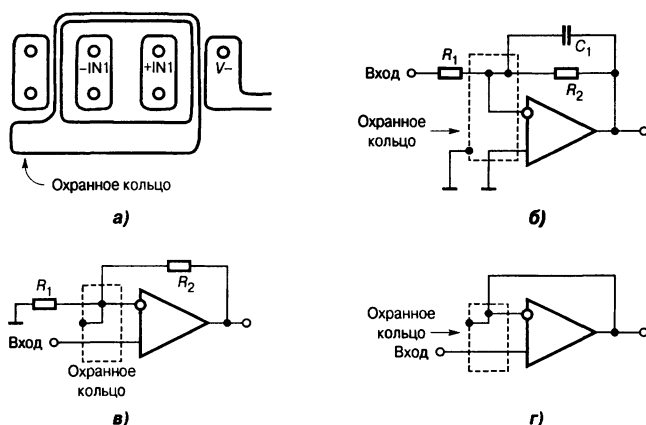 −IN1
+IN1
V−
Охранное кольцо
а)
R1
C1
Вход
R2
Охранное
кольцо
б)
R1
R2
Вход
Охранное
кольцо
в)
Охранное
кольцо
Вход
г)